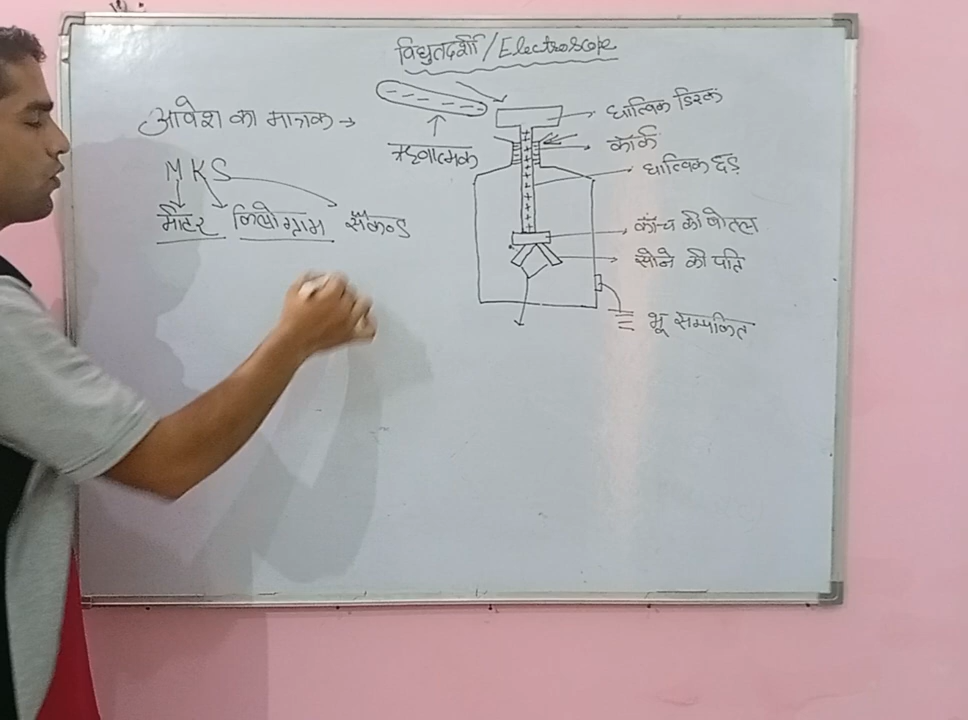 विधुतदर्शी / Electroscope
आवेश का मात्रक →
MKS
मीटर किलोग्राम सैकण्ड
ऋणात्मक
धात्विक डिस्क
कॉर्क
धात्विक छड़
कॉच की बोतल
सोने की पति
भू सम्पर्कित